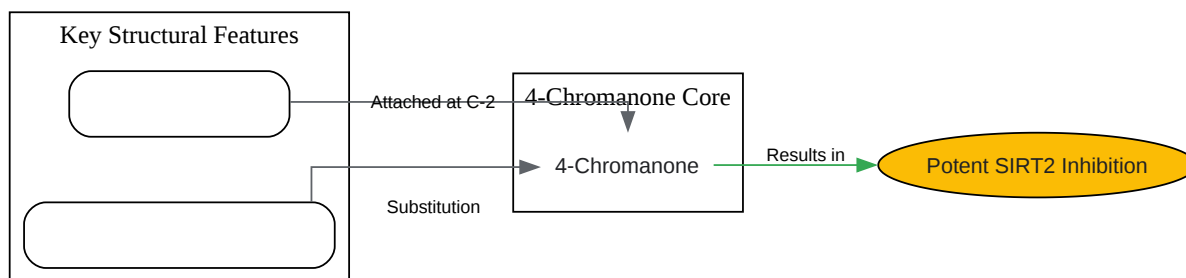 Key Structural Features
Attached at C-2
4-Chromanone Core
4-Chromanone
Results in
Potent SIRT2 Inhibition
Substitution